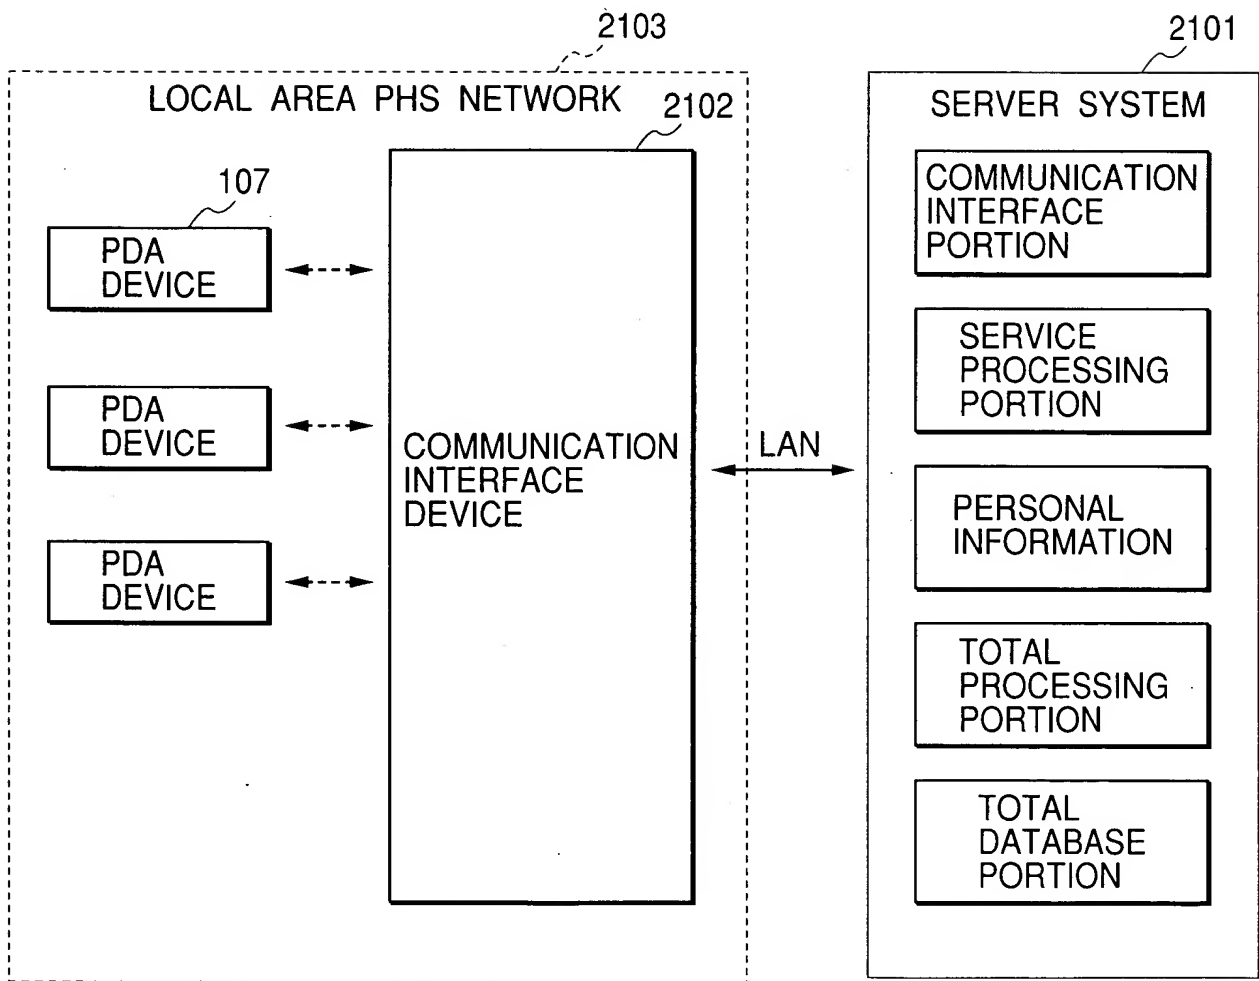 2103
LOCAL AREA PHS NETWORK
2102
107
PDA
DEVICE
PDA
DEVICE
PDA
DEVICE
COMMUNICATION
INTERFACE
DEVICE
LAN
2101
SERVER SYSTEM
COMMUNICATION
INTERFACE
PORTION
SERVICE
PROCESSING
PORTION
PERSONAL
INFORMATION
TOTAL
PROCESSING
PORTION
TOTAL
DATABASE
PORTION